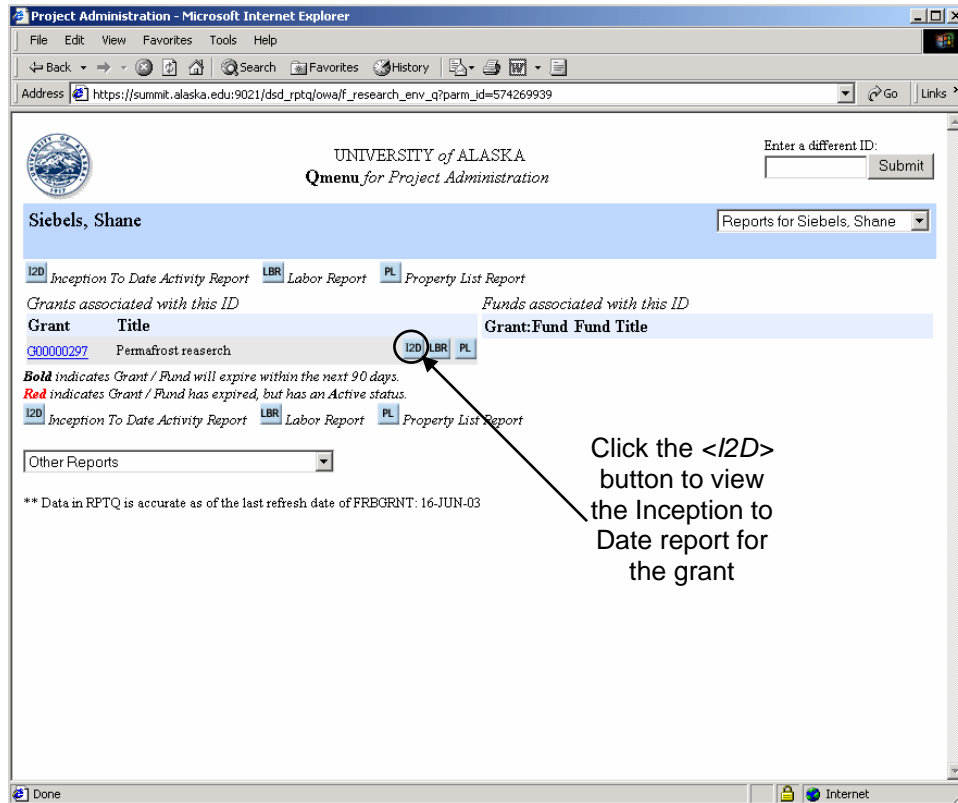 Project Administration - Microsoft Internet Explorer
File Edit View Favorites Tools Help
Back Search Favorites History
Address https://summit.alaska.edu:9021/dsd_rptq/owa/f_research_env_q?parm_id=574269939 Go Links »
UNIVERSITY of ALASKA
Qmenu for Project Administration
Enter a different ID:
Submit
Siebels, Shane
Reports for Siebels, Shane
I2D Inception To Date Activity Report LBR Labor Report PL Property List Report
Grants associated with this ID
Funds associated with this ID
Grant Title
Grant:Fund Fund Title
G00000297 Permafrost reaserch I2D LBR PL
Bold indicates Grant / Fund will expire within the next 90 days.
Red indicates Grant / Fund has expired, but has an Active status.
I2D Inception To Date Activity Report LBR Labor Report PL Property List Report
Other Reports
** Data in RPTQ is accurate as of the last refresh date of FRBGRNT: 16-JUN-03
Click the <I2D>
button to view
the Inception to
Date report for
the grant
Done
Internet